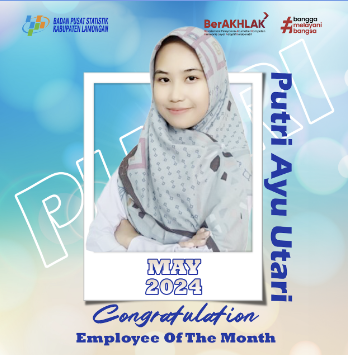 BADAN PUSAT STATISTIK
KABUPATEN LAMONGAN
BerAKHLAK
#bangga
melayani
bangsa
PUTRI
Putri Ayu Utari
MAY
2024
Congratulation
Employee Of The Month